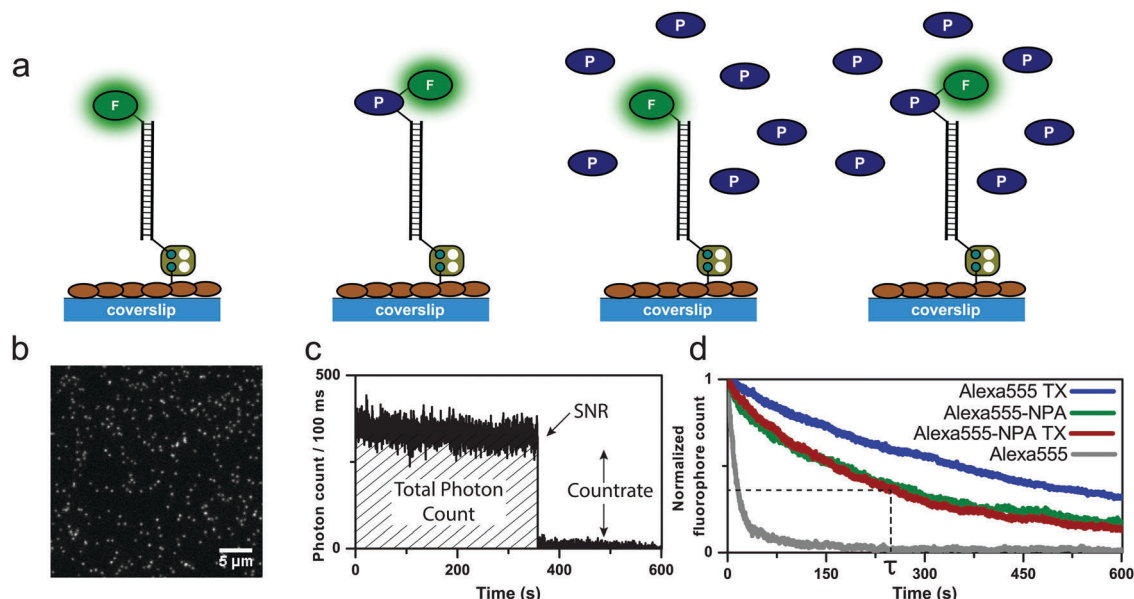 a
F
P
F
P
P
P
P
P
P
F
P
P
P
P
P
P
P
F
coverslip
coverslip
coverslip
coverslip
b
5 µm
c
500
Photon count / 100 ms
SNR
Total Photon
Count
Countrate
0
0
200
400
600
Time (s)
d
1
Normalized
fluorophore count
Alexa555 TX
Alexa555-NPA
Alexa555-NPA TX
Alexa555
0
0
150
τ
300
450
600
Time (s)